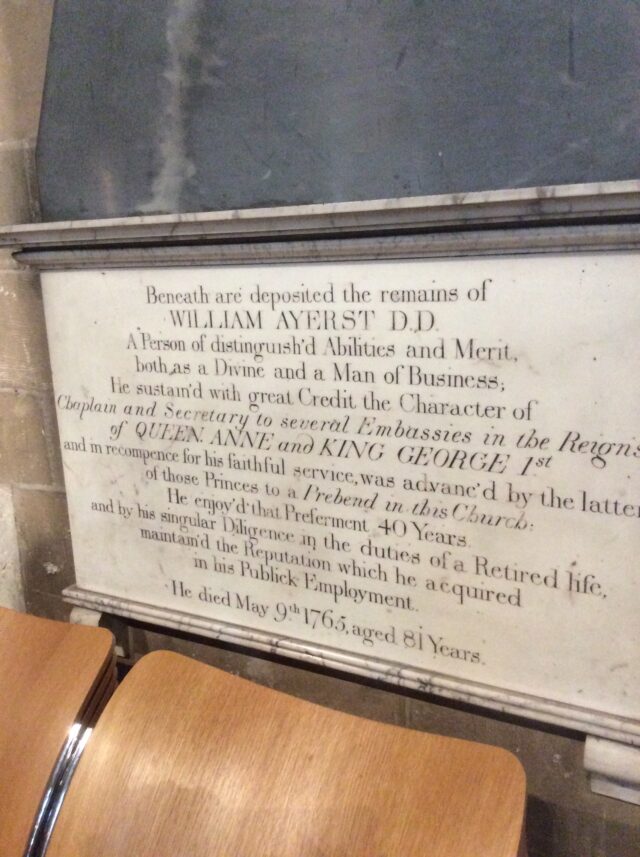 Beneath are deposited the remains of
WILLIAM AYERST D.D.
A Person of distinguish'd Abilities and Merit,
both as a Divine and a Man of Business;
He sustain'd with great Credit the Character of
Chaplain and Secretary to several Embassies in the Reigns
of QUEEN ANNE and KING GEORGE 1st
and in recompence for his faithful service, was advanc'd by the latter
of those Princes to a Prebend in this Church:
He enjoy'd that Preferment 40 Years.
and by his singular Diligence in the duties of a Retired life,
maintain'd the Reputation which he acquired
in his Publick Employment.
He died May 9th 1765, aged 81 Years.